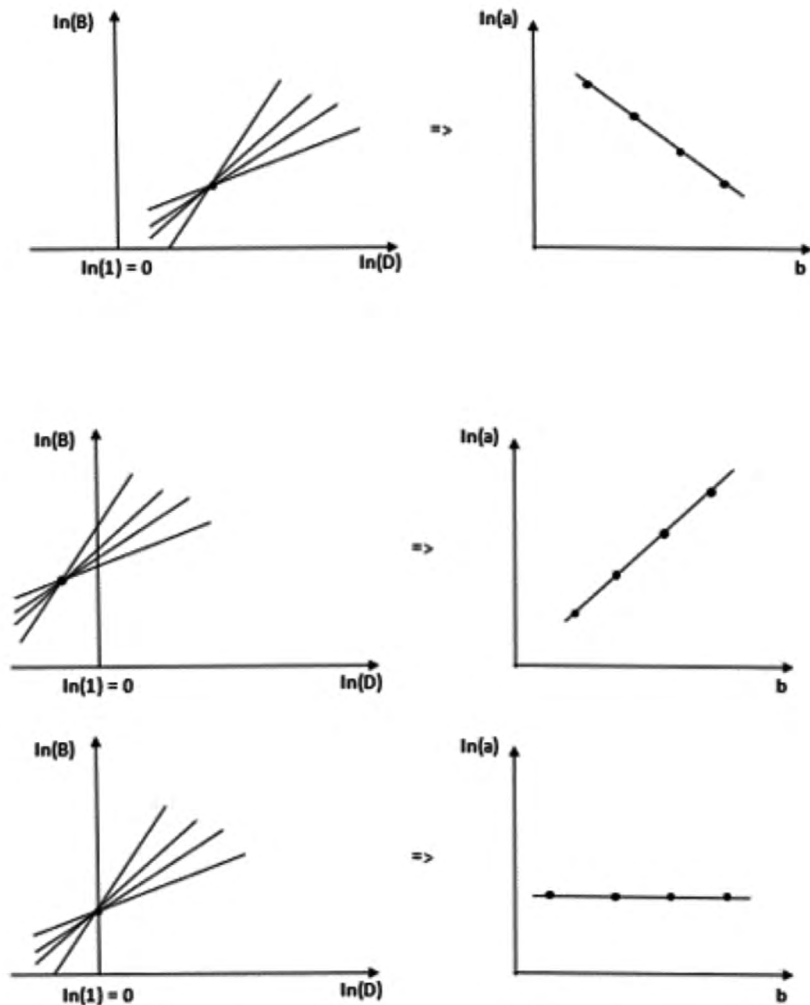 ln(B)
ln(a)
=>
ln(1) = 0
ln(D)
b
ln(B)
ln(a)
=>
ln(1) = 0
ln(D)
b
ln(B)
ln(a)
=>
ln(1) = 0
ln(D)
b